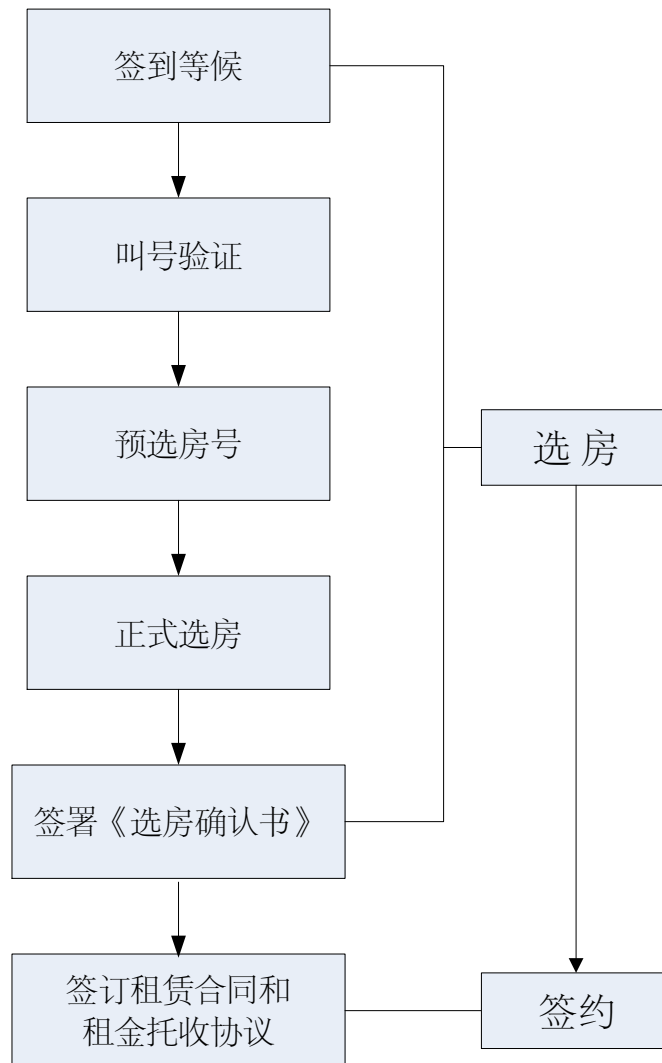 签到等候
叫号验证
预选房号
选 房
正式选房
签署《选房确认书》
签订租赁合同和
租金托收协议
签约